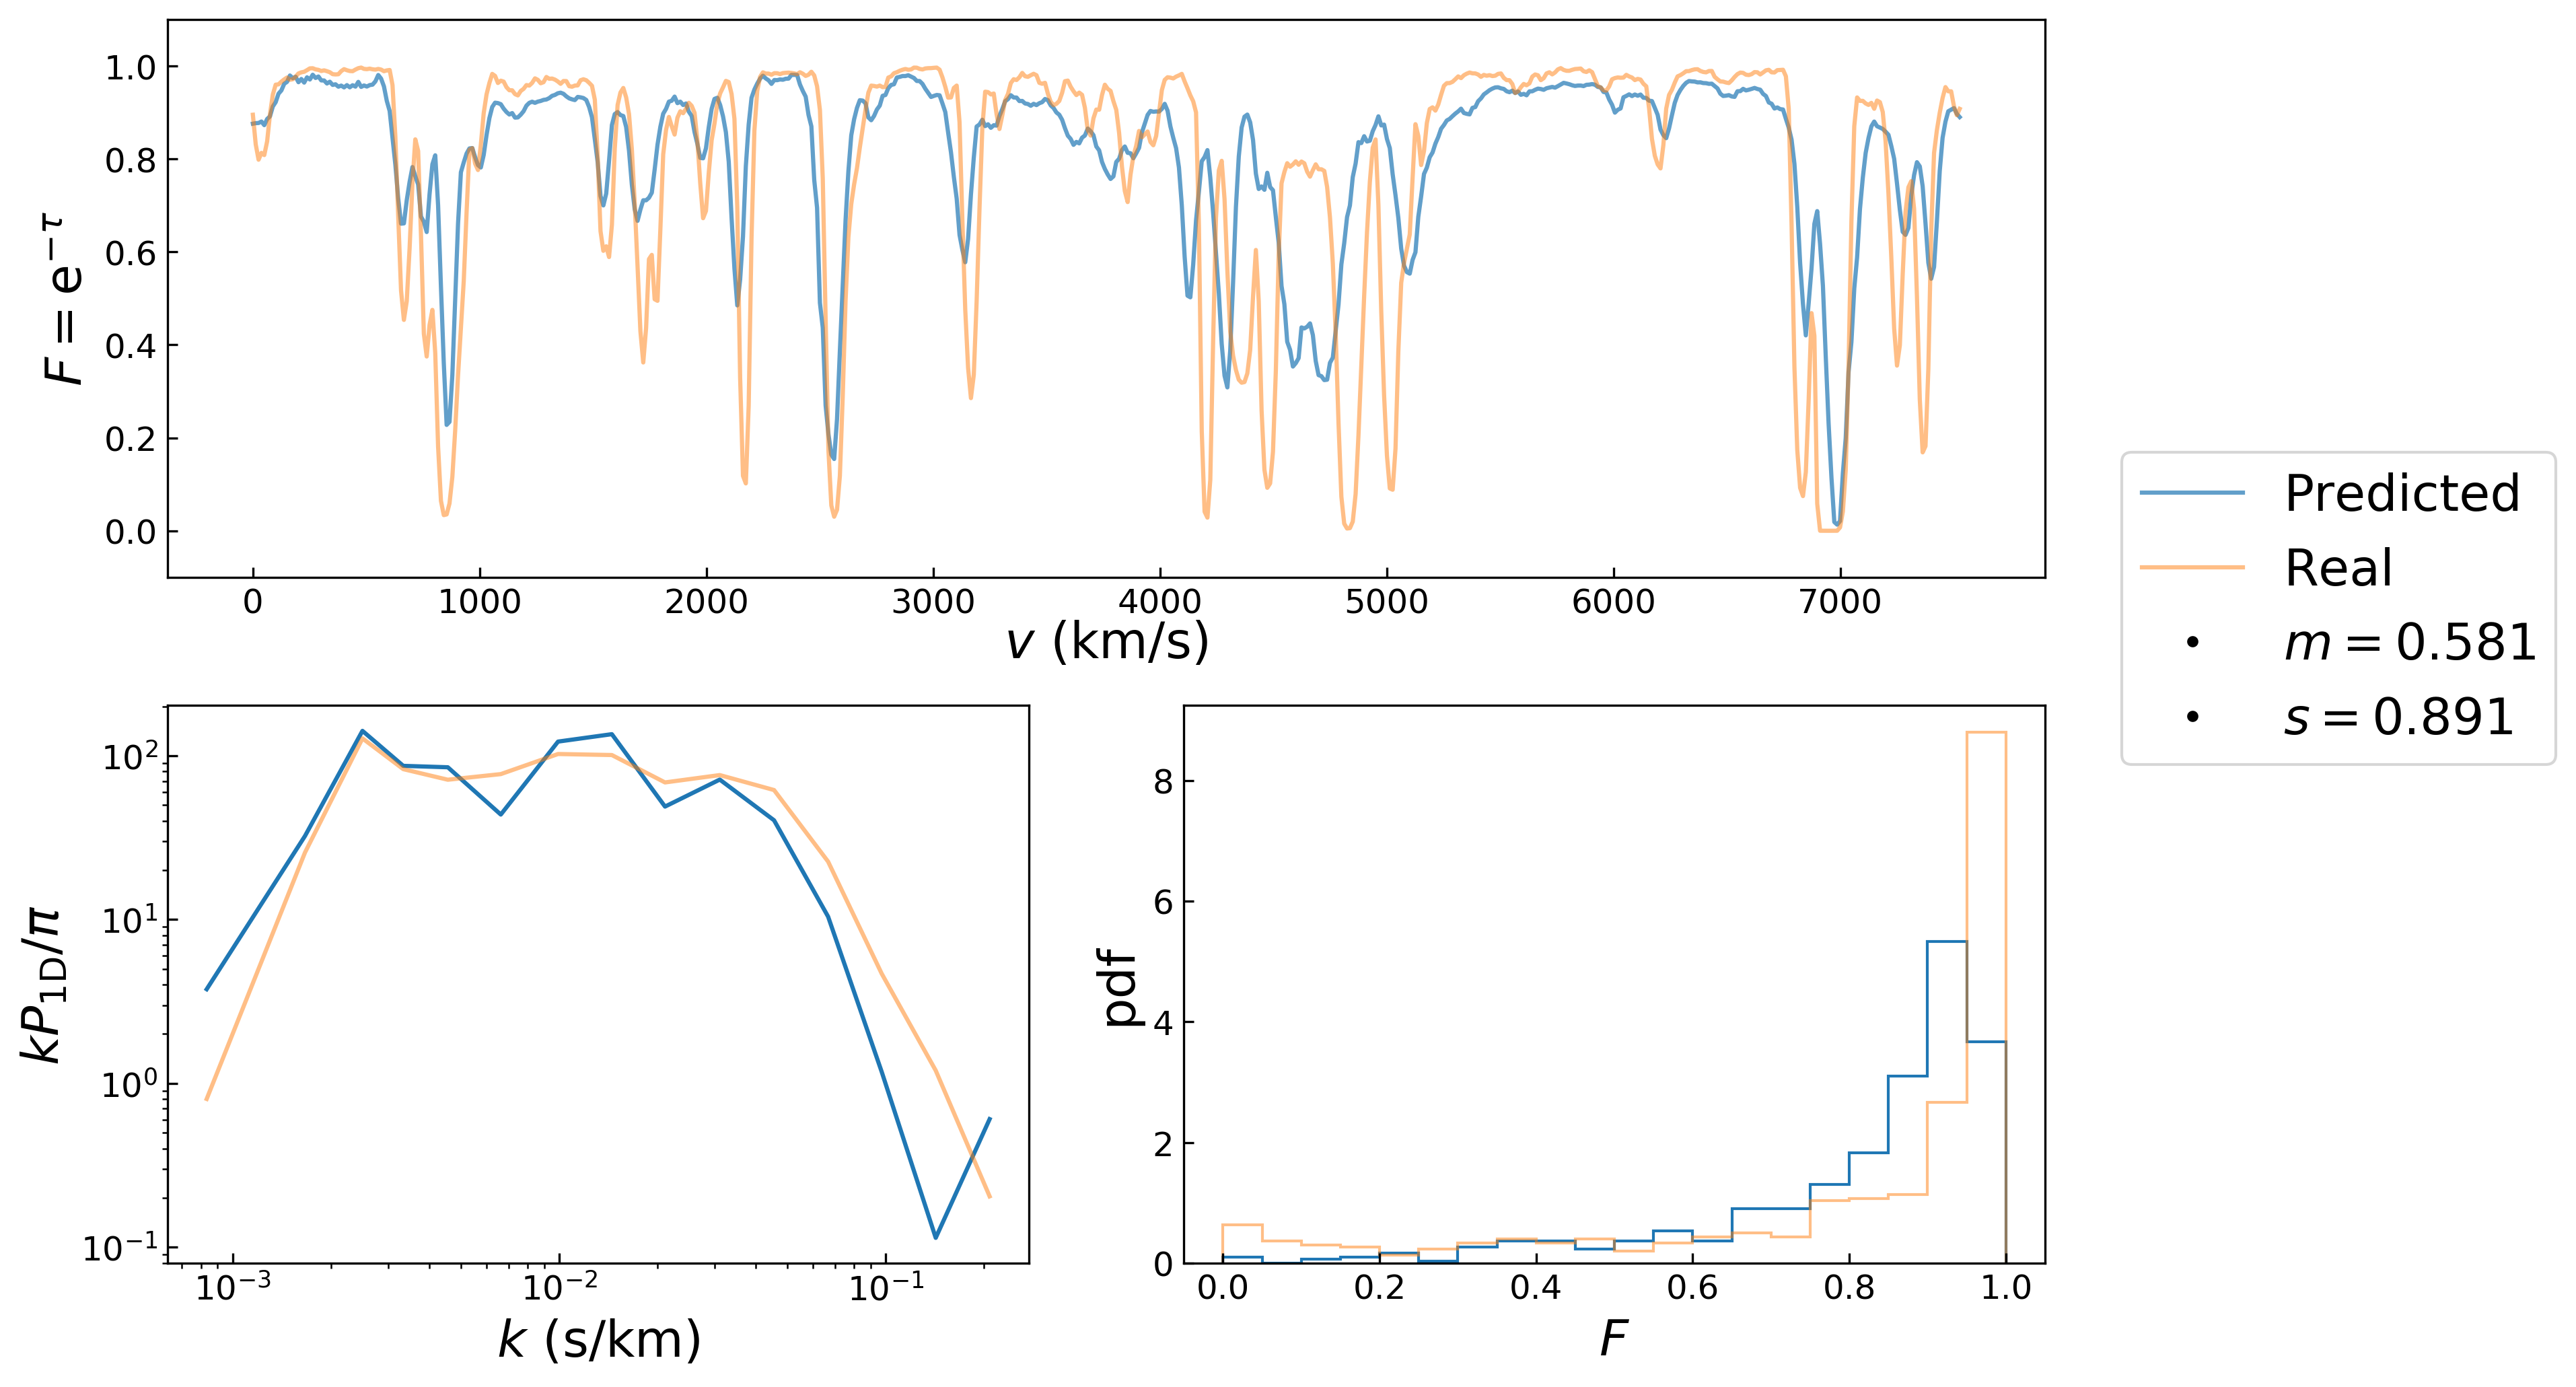 F = e^{−τ}
1.0
0.8
0.6
0.4
0.2
0.0
0 1000 2000 3000 4000 5000 6000 7000
v (km/s)
Predicted
Real
m = 0.581
s = 0.891
kP_{1D}/π
10^2
10^1
10^0
10^{−1}
10^{−3} 10^{−2} 10^{−1}
k (s/km)
pdf
8
6
4
2
0
0.0 0.2 0.4 0.6 0.8 1.0
F